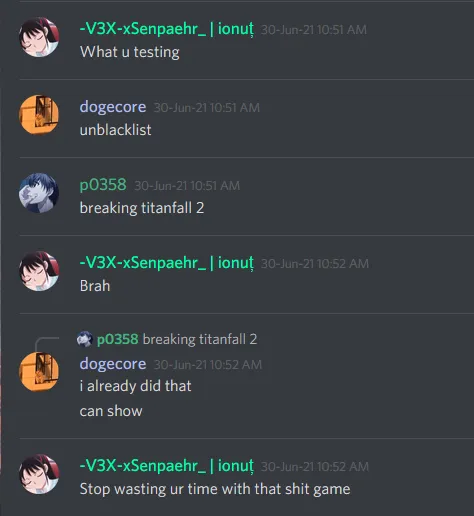 -V3X-xSenpaehr_ | ionuț 30-Jun-21 10:51 AM
What u testing
dogecore 30-Jun-21 10:51 AM
unblacklist
p0358 30-Jun-21 10:51 AM
breaking titanfall 2
-V3X-xSenpaehr_ | ionuț 30-Jun-21 10:52 AM
Brah
p0358 breaking titanfall 2
dogecore 30-Jun-21 10:52 AM
i already did that
can show
-V3X-xSenpaehr_ | ionuț 30-Jun-21 10:52 AM
Stop wasting ur time with that shit game